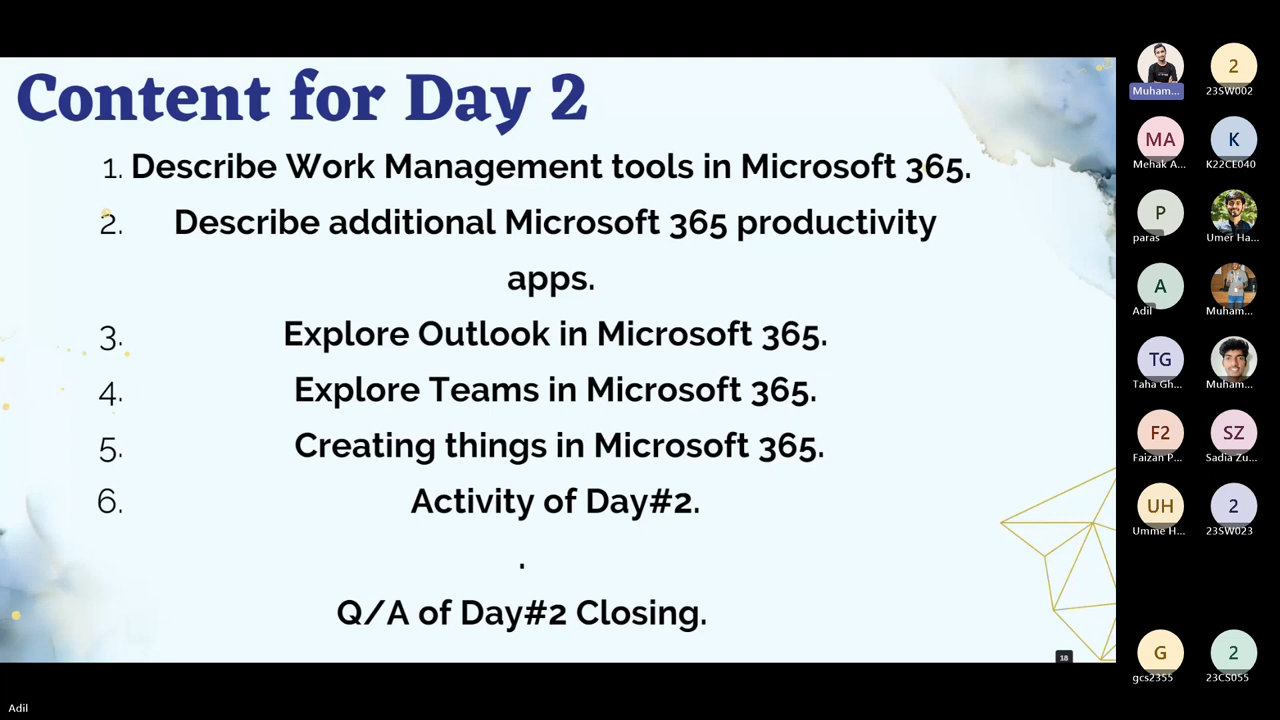 Content for Day 2
1. Describe Work Management tools in Microsoft 365.
2. Describe additional Microsoft 365 productivity
apps.
3. Explore Outlook in Microsoft 365.
4. Explore Teams in Microsoft 365.
5. Creating things in Microsoft 365.
6. Activity of Day#2.
.
Q/A of Day#2 Closing.
18
2
Muham...
23SW002
MA
K
Mehak A...
K22CE040
P
paras
Umer Ha...
A
Adil
Muham...
TG
Taha Gh...
Muham...
F2
SZ
Faizan P...
Sadia Zu...
UH
2
Umme H...
23SW023
G
2
gcs2355
23CS055
Adil